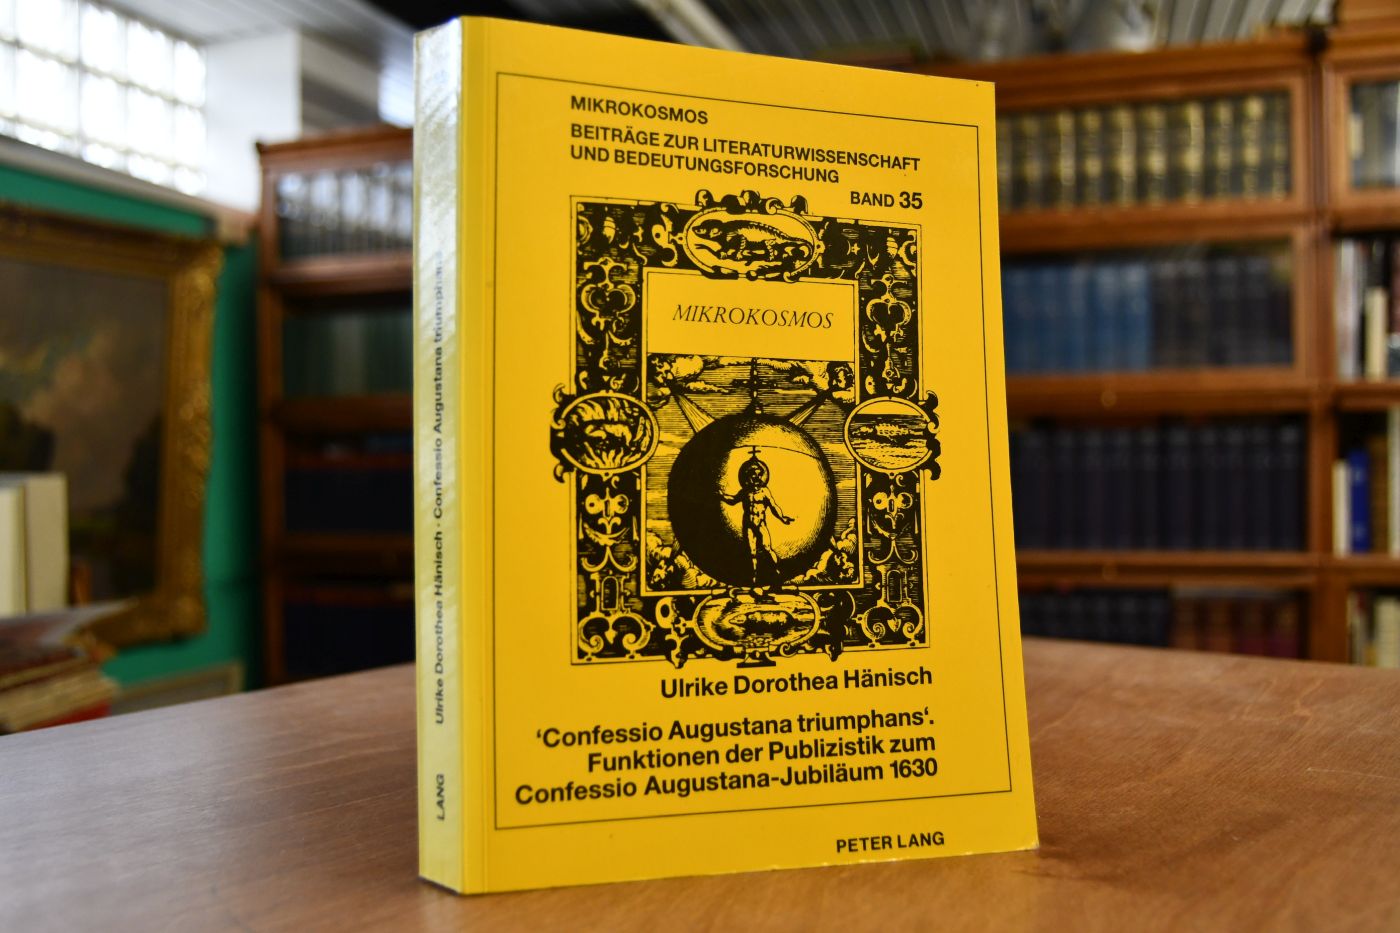 MIKROKOSMOS
BEITRÄGE ZUR LITERATURWISSENSCHAFT
UND BEDEUTUNGSFORSCHUNG
BAND 35
MIKROKOSMOS
Ulrike Dorothea Hänisch
‘Confessio Augustana triumphans‘.
Funktionen der Publizistik zum
Confessio Augustana-Jubiläum 1630
PETER LANG
Ulrike Dorothea Hänisch · Confessio Augustana triumphans
LANG